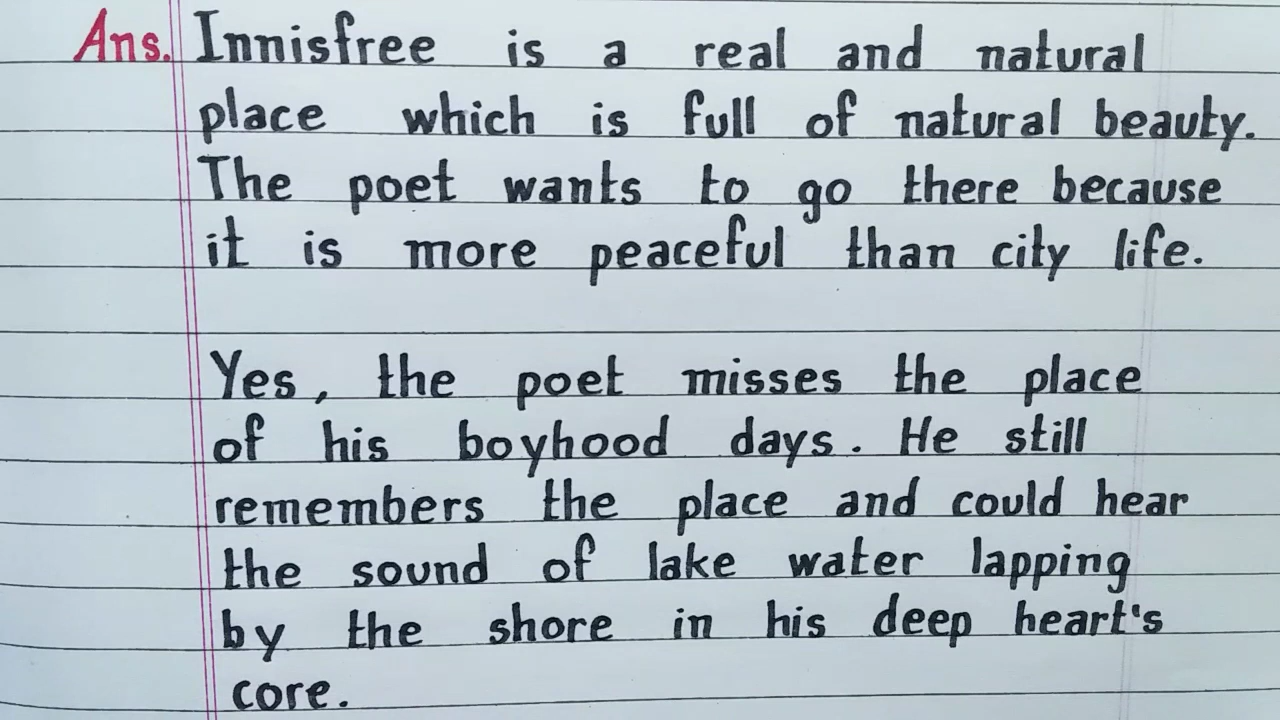 Ans. Innisfree is a real and natural
place which is full of natural beauty.
The poet wants to go there because
it is more peaceful than city life.
Yes, the poet misses the place
of his boyhood days. He still
remembers the place and could hear
the sound of lake water lapping
by the shore in his deep heart's
core.